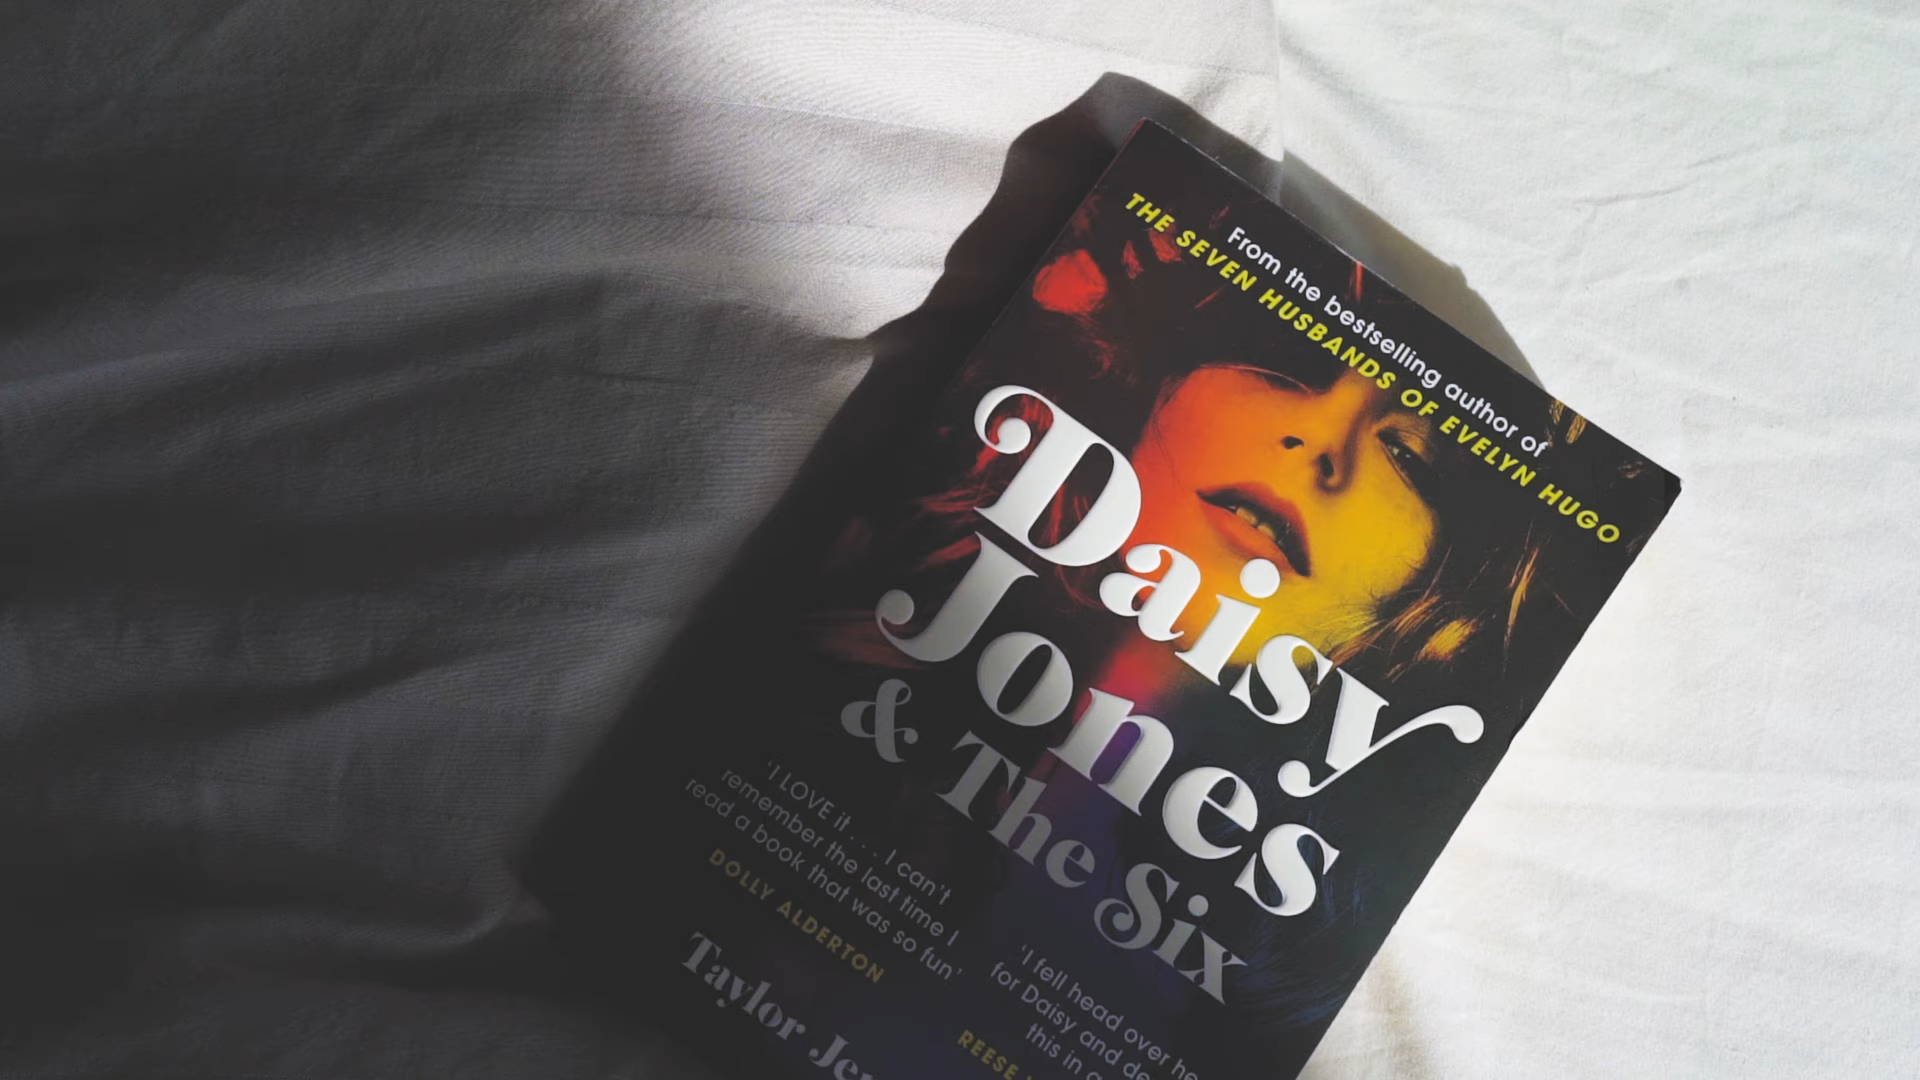 From the bestselling author of
THE SEVEN HUSBANDS OF EVELYN HUGO
Daisy
Jones
& The Six
'I LOVE it . . . I can't
remember the last time I
read a book that was so fun'
DOLLY ALDERTON
'I fell head over
for Daisy and
this in
REESE
Taylor